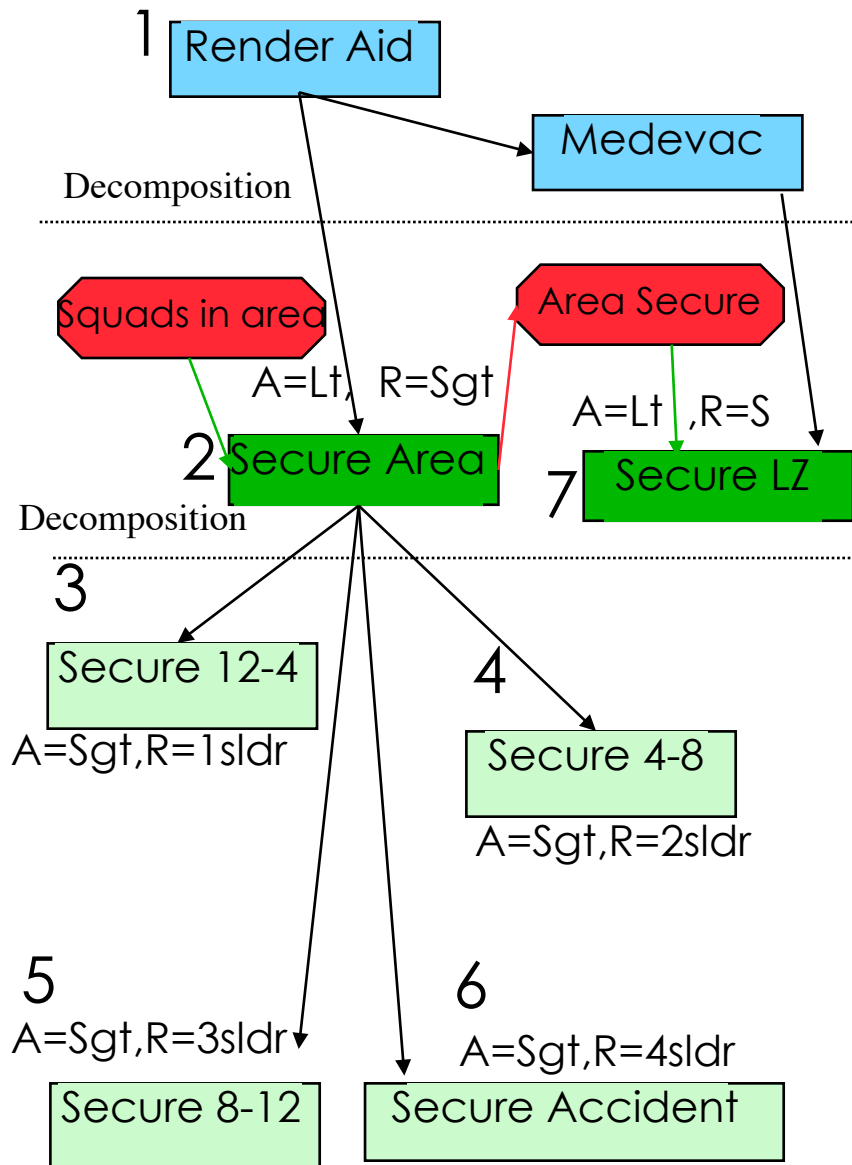 1
Render Aid
Medevac
Decomposition
Squads in area
Area Secure
A=Lt, R=Sgt
A=Lt ,R=S
2
Secure Area
7
Secure LZ
Decomposition
3
Secure 12-4
A=Sgt,R=1sldr
4
Secure 4-8
A=Sgt,R=2sldr
5
A=Sgt,R=3sldr
Secure 8-12
6
A=Sgt,R=4sldr
Secure Accident